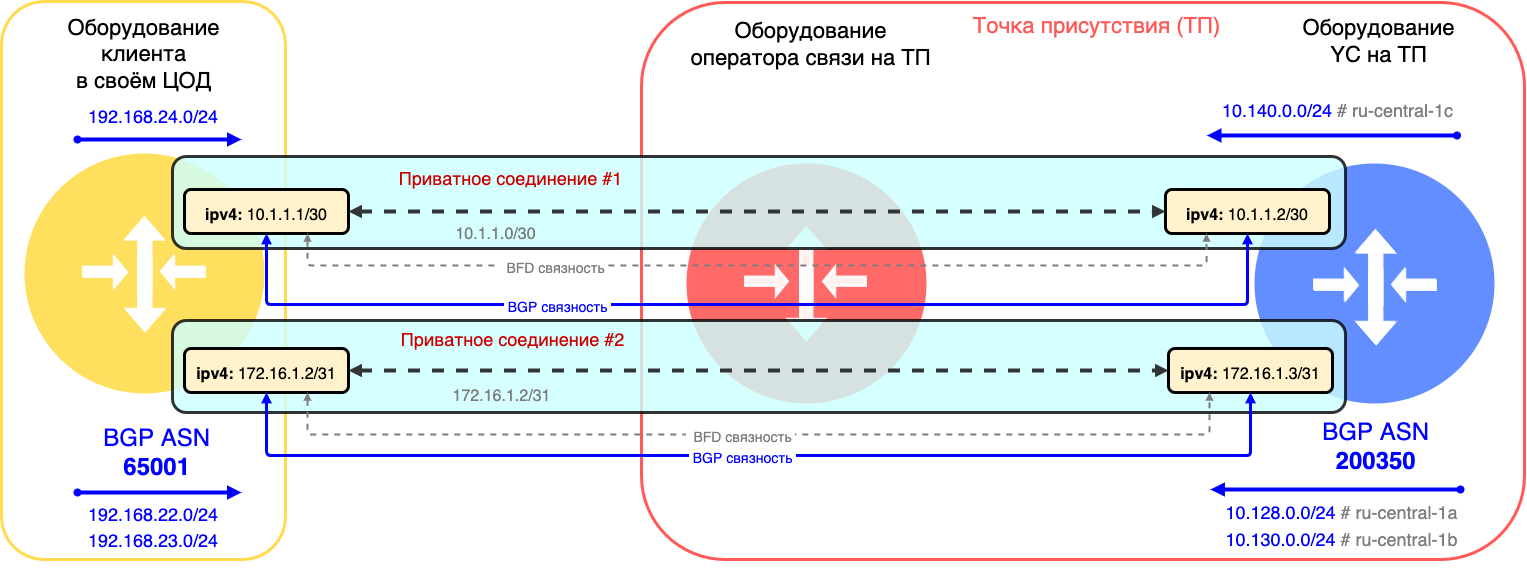 Оборудование
клиента
в своём ЦОД
Оборудование
оператора связи на ТП
Точка присутствия (ТП)
Оборудование
YC на ТП
192.168.24.0/24
10.140.0.0/24 # ru-central-1c
Приватное соединение #1
ipv4: 10.1.1.1/30
ipv4: 10.1.1.2/30
10.1.1.0/30
BFD связность
BGP связность
Приватное соединение #2
ipv4: 172.16.1.2/31
ipv4: 172.16.1.3/31
172.16.1.2/31
BFD связность
BGP связность
BGP ASN
65001
BGP ASN
200350
192.168.22.0/24
192.168.23.0/24
10.128.0.0/24 # ru-central-1a
10.130.0.0/24 # ru-central-1b